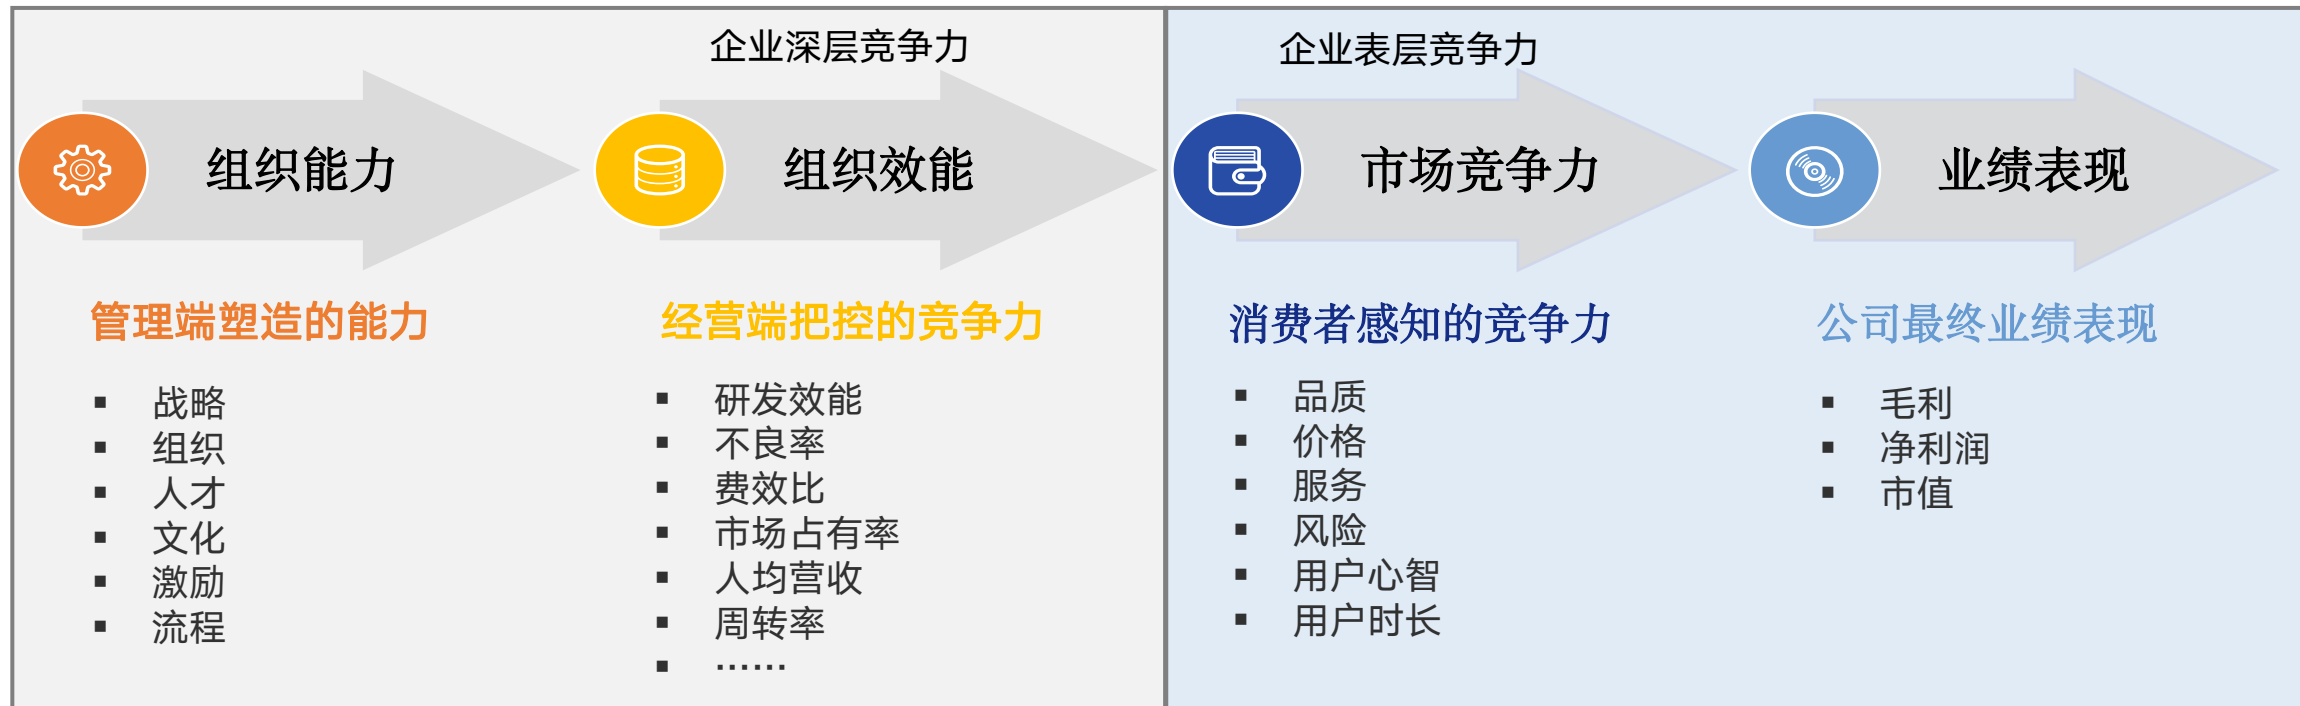 企业深层竞争力
组织能力
组织效能
管理端塑造的能力
战略
组织
人才
文化
激励
流程
经营端把控的竞争力
研发效能
不良率
费效比
市场占有率
人均营收
周转率
……
企业表层竞争力
市场竞争力
业绩表现
消费者感知的竞争力
品质
价格
服务
风险
用户心智
用户时长
公司最终业绩表现
毛利
净利润
市值